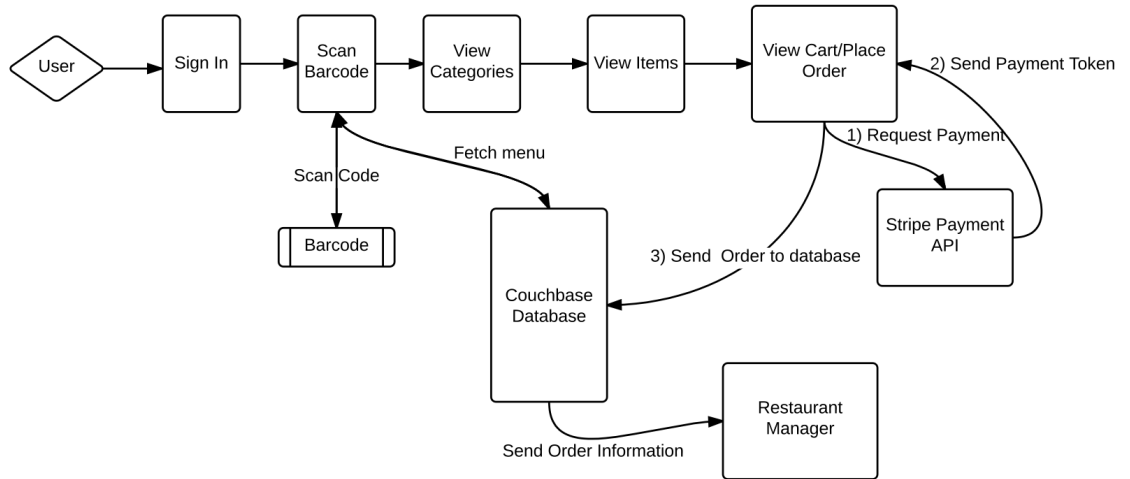 User
Sign In
Scan
Barcode
View
Categories
View Items
View Cart/Place
Order
2) Send Payment Token
1) Request Payment
Fetch menu
Scan Code
Barcode
Stripe Payment
API
3) Send  Order to database
Couchbase
Database
Restaurant
Manager
Send Order Information